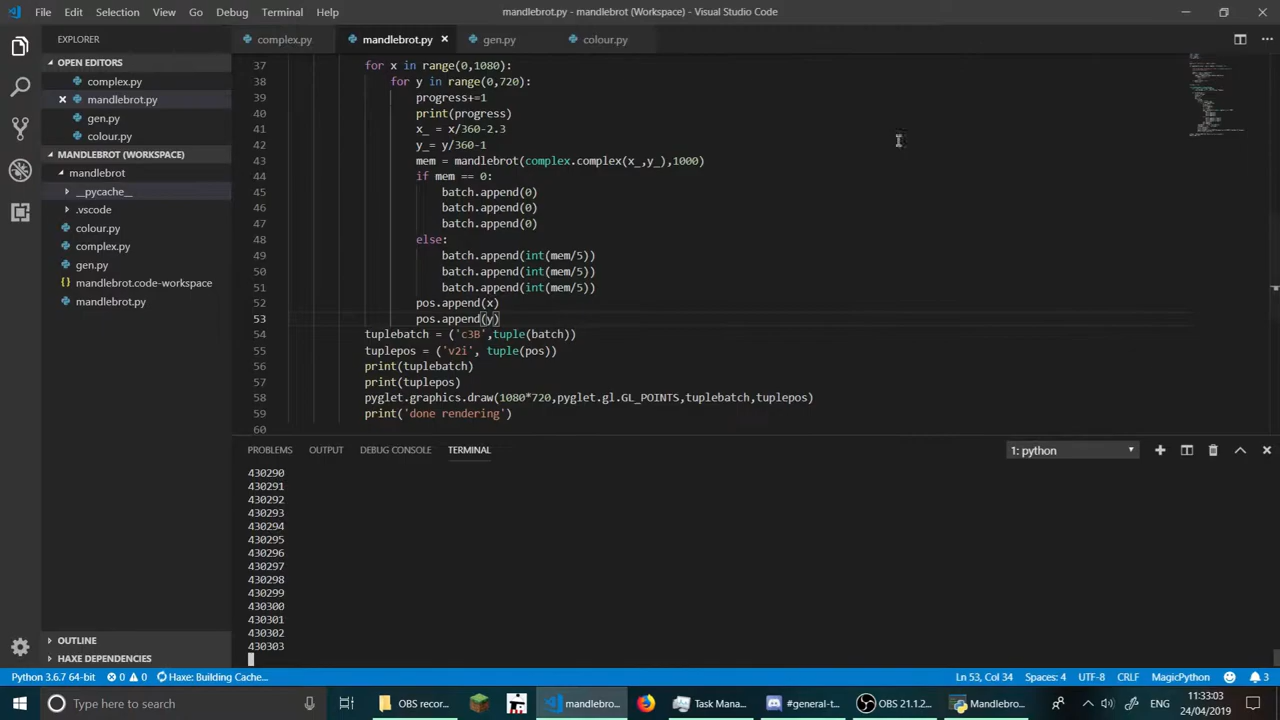 File Edit Selection View Go Debug Terminal Help
mandlebrot.py - mandlebrot (Workspace) - Visual Studio Code
EXPLORER
OPEN EDITORS
complex.py
mandlebrot.py
gen.py
colour.py
MANDLEBROT (WORKSPACE)
mandlebrot
__pycache__
.vscode
colour.py
complex.py
gen.py
mandlebrot.code-workspace
mandlebrot.py
OUTLINE
HAXE DEPENDENCIES
complex.py mandlebrot.py gen.py colour.py
37 for x in range(0,1080):
38 for y in range(0,720):
39 progress+=1
40 print(progress)
41 x_ = x/360-2.3
42 y_= y/360-1
43 mem = mandlebrot(complex.complex(x_,y_),1000)
44 if mem == 0:
45 batch.append(0)
46 batch.append(0)
47 batch.append(0)
48 else:
49 batch.append(int(mem/5))
50 batch.append(int(mem/5))
51 batch.append(int(mem/5))
52 pos.append(x)
53 pos.append(y)
54 tuplebatch = ('c3B',tuple(batch))
55 tuplepos = ('v2i', tuple(pos))
56 print(tuplebatch)
57 print(tuplepos)
58 pyglet.graphics.draw(1080*720,pyglet.gl.GL_POINTS,tuplebatch,tuplepos)
59 print('done rendering')
60
PROBLEMS OUTPUT DEBUG CONSOLE TERMINAL 1: python
430290
430291
430292
430293
430294
430295
430296
430297
430298
430299
430300
430301
430302
430303
Python 3.6.7 64-bit 0 0 Haxe: Building Cache... Ln 53, Col 34 Spaces: 4 UTF-8 CRLF MagicPython 3
Type here to search OBS recor... mandlebro... Task Mana... #general-t... OBS 21.1.2... Mandlebro... ENG
11:33:03
24/04/2019